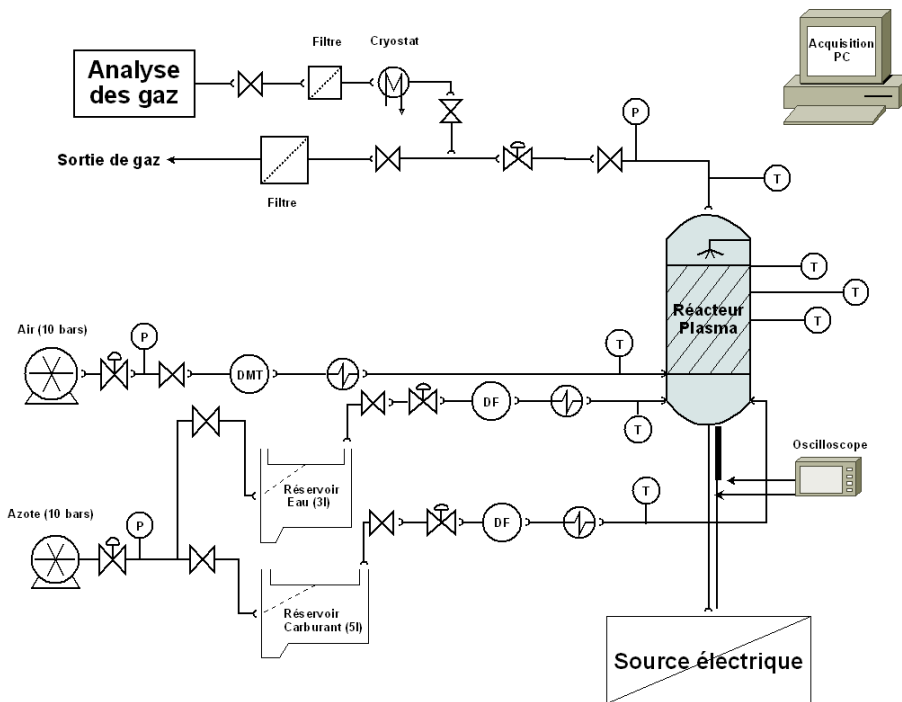 Filtre
Cryostat
Acquisition
PC
Analyse
des gaz
P
Sortie de gaz
T
Filtre
T
T
Réacteur
Plasma
T
Air (10 bars)
P
T
DMT
DF
T
Oscilloscope
Réservoir
Eau (3l)
T
Azote (10 bars)
P
DF
Réservoir
Carburant (5l)
Source électrique